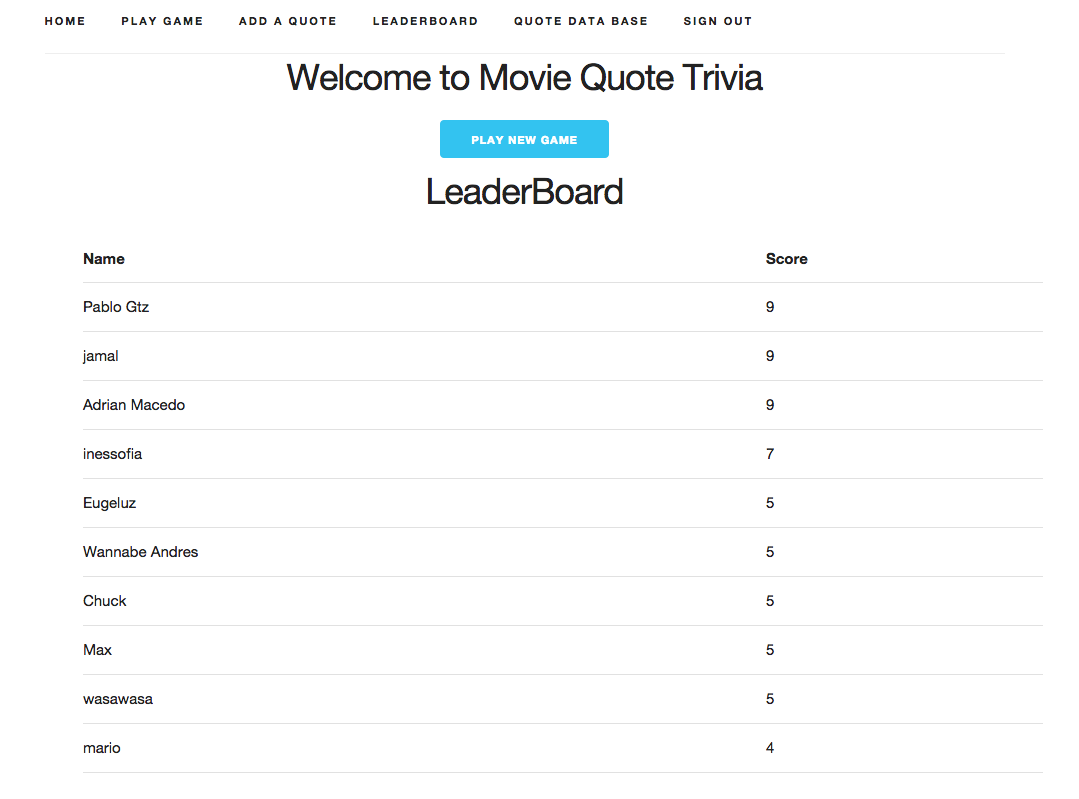 HOME PLAY GAME ADD A QUOTE LEADERBOARD QUOTE DATA BASE SIGN OUT
Welcome to Movie Quote Trivia
PLAY NEW GAME
LeaderBoard
Name Score
Pablo Gtz 9
jamal 9
Adrian Macedo 9
inessofia 7
Eugeluz 5
Wannabe Andres 5
Chuck 5
Max 5
wasawasa 5
mario 4